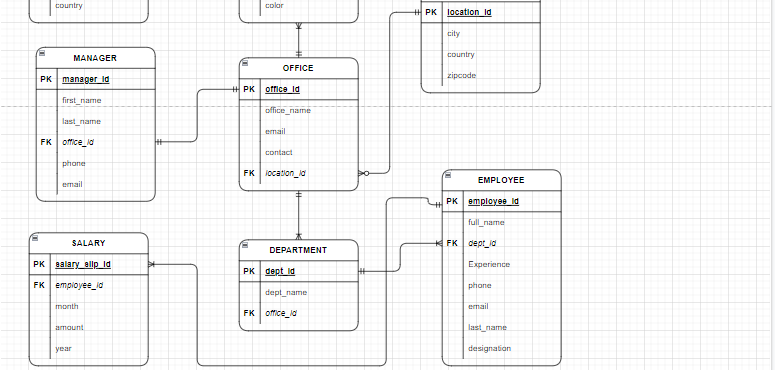 country
color
PK location_id
city
country
zipcode
MANAGER
PK manager_id
first_name
last_name
FK office_id
phone
email
OFFICE
PK office_id
office_name
email
contact
FK location_id
EMPLOYEE
PK employee_id
full_name
FK dept_id
Experience
phone
email
last_name
designation
SALARY
PK salary_slip_id
FK employee_id
month
amount
year
DEPARTMENT
PK dept_id
dept_name
FK office_id